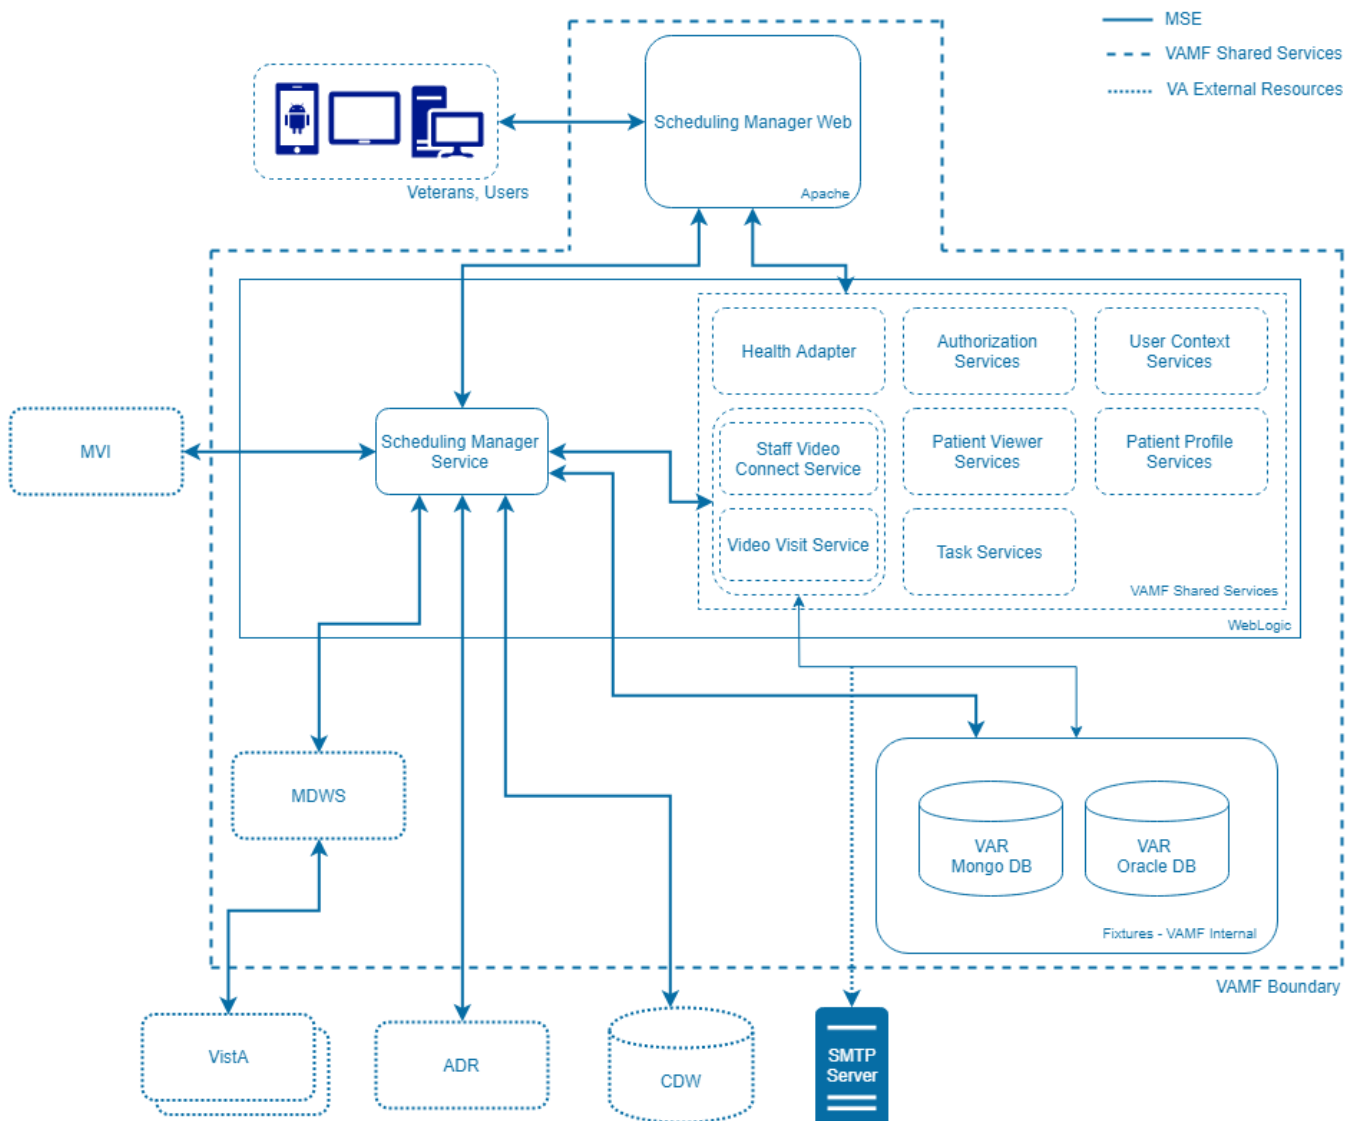 MSE
VAMF Shared Services
VA External Resources
Scheduling Manager Web
Apache
Veterans, Users
Health Adapter
Authorization
Services
User Context
Services
MVI
Scheduling Manager
Service
Staff Video
Connect Service
Patient Viewer
Services
Patient Profile
Services
Video Visit Service
Task Services
VAMF Shared Services
WebLogic
MDWS
VAR
Mongo DB
VAR
Oracle DB
Fixtures - VAMF Internal
VAMF Boundary
VistA
ADR
CDW
SMTP
Server